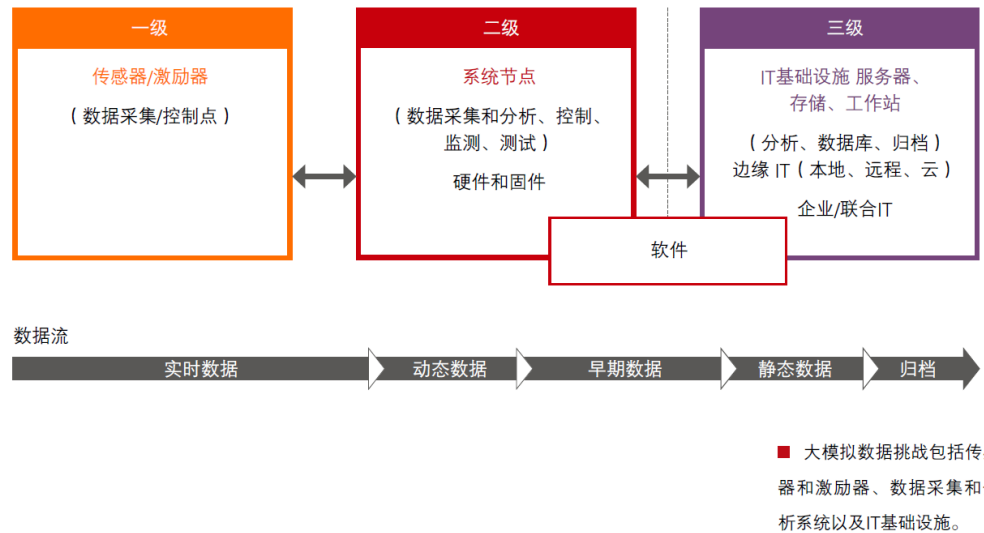 一级
传感器/激励器
（数据采集/控制点）
二级
系统节点
（数据采集和分析、控制、
监测、测试）
硬件和固件
三级
IT基础设施 服务器、
存储、工作站
（分析、数据库、归档）
边缘 IT（本地、远程、云）
企业/联合IT
软件
数据流
实时数据
动态数据
早期数据
静态数据
归档
■ 大模拟数据挑战包括传
器和激励器、数据采集和
析系统以及IT基础设施。